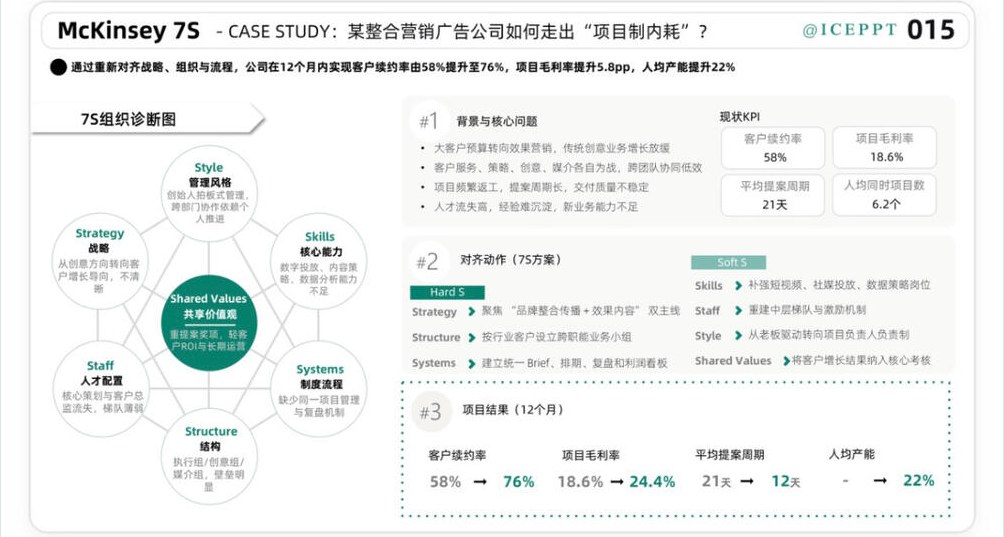 McKinsey 7S - CASE STUDY：某整合营销广告公司如何走出“项目制内耗”？
@ICEPPT 015
通过重新对齐战略、组织与流程，公司在12个月内实现客户续约率由58%提升至76%，项目毛利率提升5.8pp，人均产能提升22%
7S组织诊断图
Style
管理风格
创始人拍板式管理，
跨部门协作依赖个
人推进
Strategy
战略
从创意方向转向客
户增长导向，不清
晰
Skills
核心能力
数字投放、内容策
略、数据分析能力
不足
Shared Values
共享价值观
重提案奖项，轻客
户ROI与长期运营
Staff
人才配置
核心策划与客户总
监流失，梯队薄弱
Systems
制度流程
缺少同一项目管理
与复盘机制
Structure
结构
执行组/创意组/
媒介组，壁垒明
显
#1 背景与核心问题
• 大客户预算转向效果营销，传统创意业务增长放缓
• 客户服务、策略、创意、媒介各自为战，跨团队协同低效
• 项目频繁返工，提案周期长，交付质量不稳定
• 人才流失高，经验难沉淀，新业务能力不足
现状KPI
客户续约率
58%
项目毛利率
18.6%
平均提案周期
21天
人均同时项目数
6.2个
#2 对齐动作（7S方案）
Hard S
Strategy 聚焦 “品牌整合传播 + 效果内容” 双主线
Structure 按行业客户设立跨职能业务小组
Systems 建立统一 Brief、排期、复盘和利润看板
Soft S
Skills 补强短视频、社媒投放、数据策略岗位
Staff 重建中层梯队与激励机制
Style 从老板驱动转向项目负责人负责制
Shared Values 将客户增长结果纳入核心考核
#3 项目结果（12个月）
客户续约率
58% → 76%
项目毛利率
18.6% → 24.4%
平均提案周期
21天 → 12天
人均产能
- → 22%